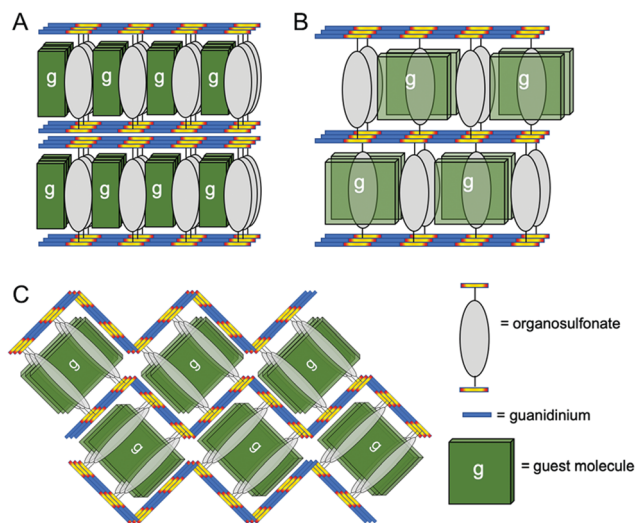 A
B
g g g g
g g
g g g g
g g
C
g g g
g g g
= organosulfonate
= guanidinium
g = guest molecule